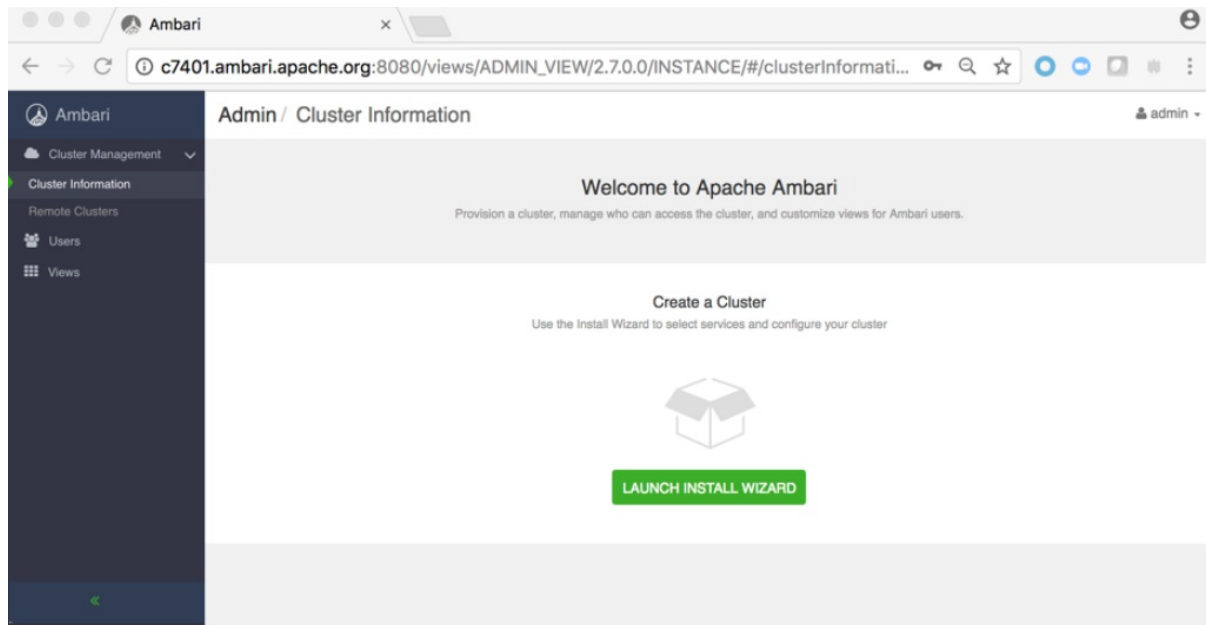 Ambari
c7401.ambari.apache.org:8080/views/ADMIN_VIEW/2.7.0.0/INSTANCE/#/clusterInformati...
Ambari
Admin / Cluster Information
admin
Cluster Management
Cluster Information
Remote Clusters
Users
Views
Welcome to Apache Ambari
Provision a cluster, manage who can access the cluster, and customize views for Ambari users.
Create a Cluster
Use the Install Wizard to select services and configure your cluster
LAUNCH INSTALL WIZARD